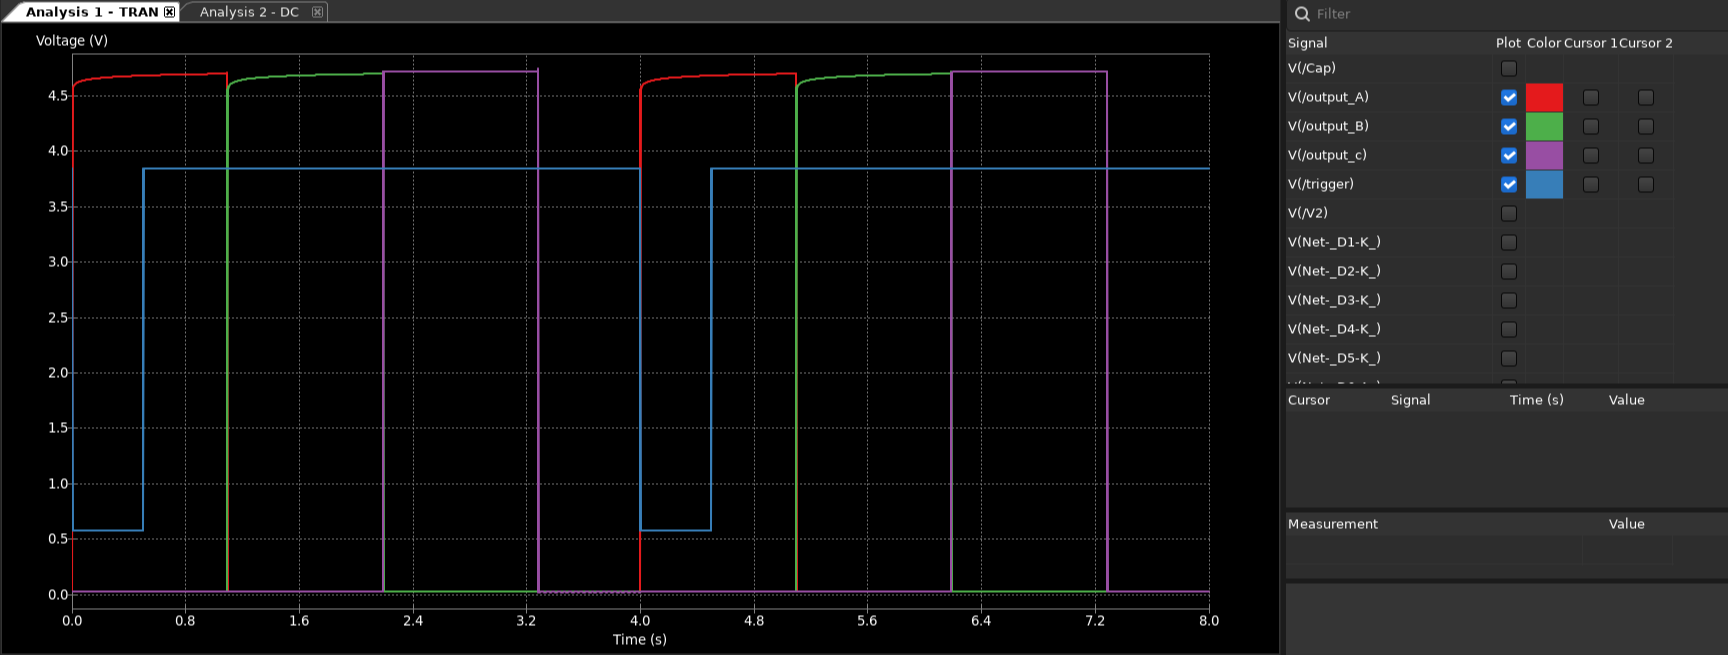 Analysis 1 - TRAN
Analysis 2 - DC
Voltage (V)
4.5
4.0
3.5
3.0
2.5
2.0
1.5
1.0
0.5
0.0
0.0 0.8 1.6 2.4 3.2 4.0 4.8 5.6 6.4 7.2 8.0
Time (s)
Filter
Signal Plot Color Cursor 1 Cursor 2
V(/Cap)
V(/output_A)
V(/output_B)
V(/output_c)
V(/trigger)
V(/V2)
V(Net-_D1-K_)
V(Net-_D2-K_)
V(Net-_D3-K_)
V(Net-_D4-K_)
V(Net-_D5-K_)
Cursor Signal Time (s) Value
Measurement Value